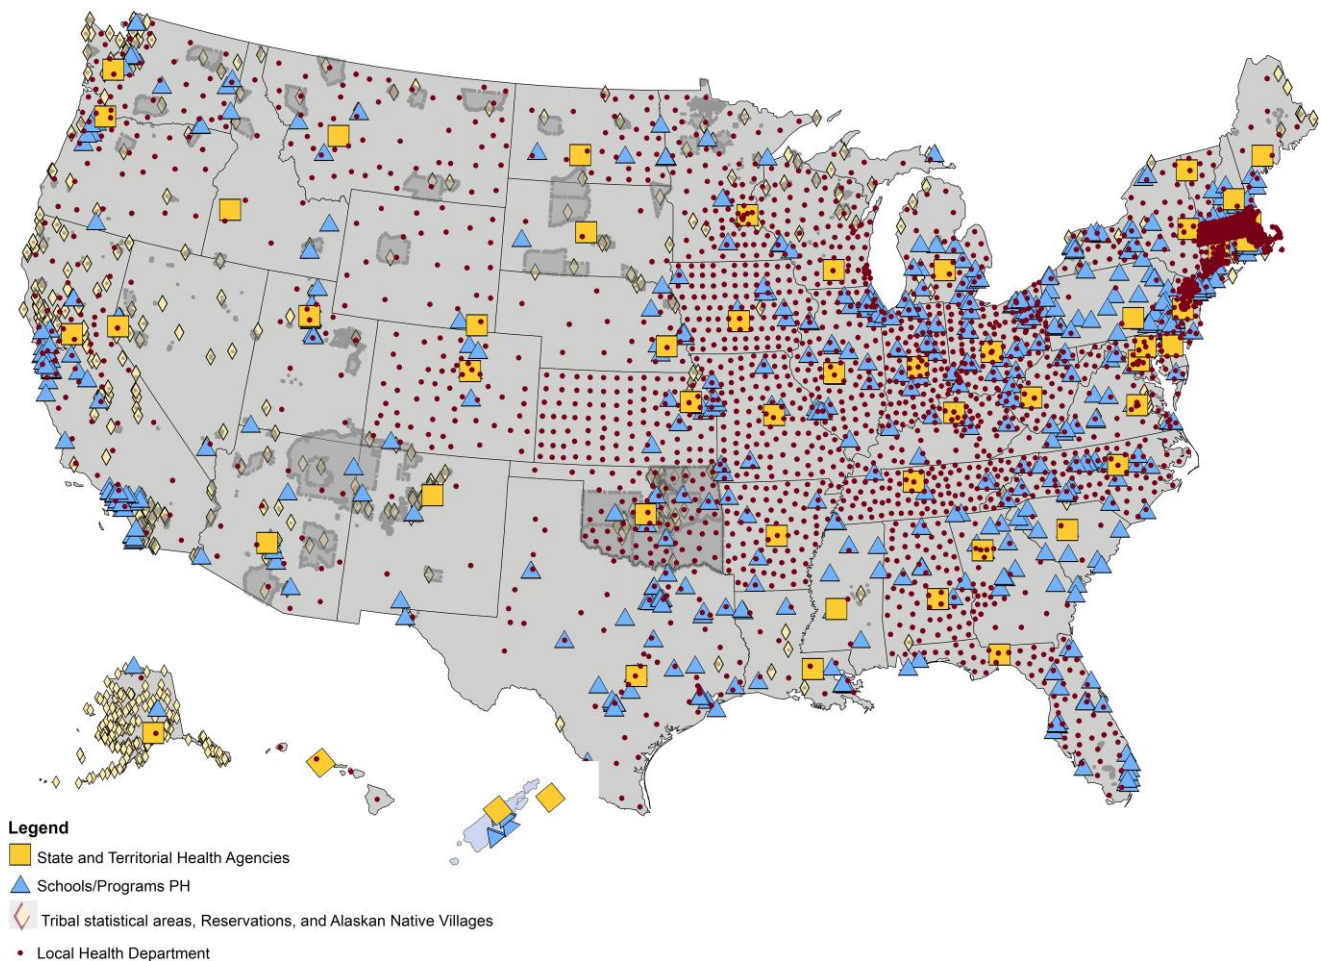 Legend
State and Territorial Health Agencies
Schools/Programs PH
Tribal statistical areas, Reservations, and Alaskan Native Villages
Local Health Department